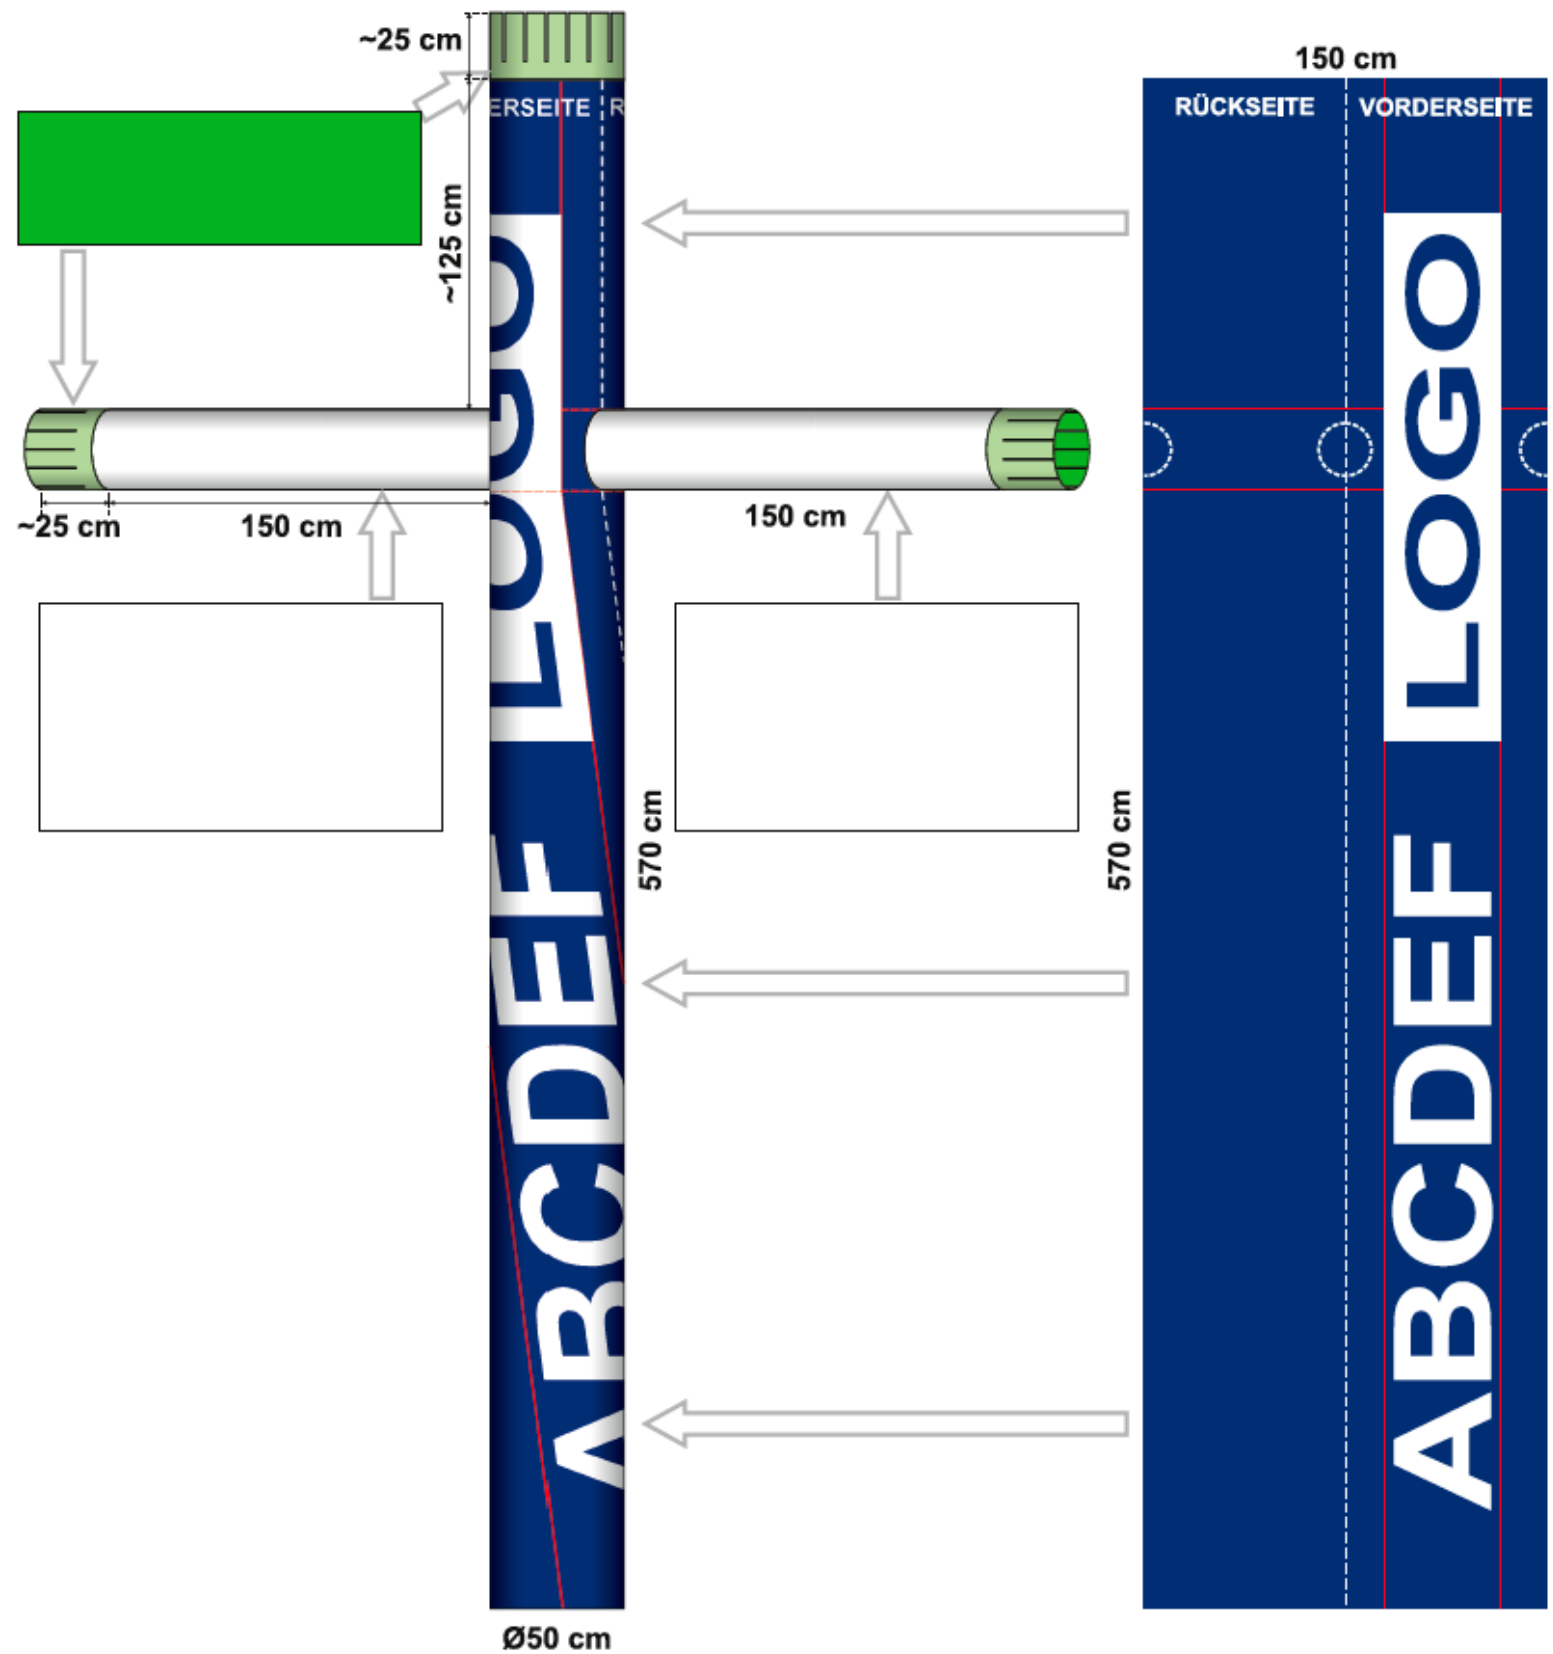 ~25 cm
150 cm
ERSEITE
R
RÜCKSEITE
VORDERSEITE
~125 cm
LOGO
LOGO
~25 cm
150 cm
150 cm
570 cm
570 cm
ABCDEF
ABCDEF
Ø50 cm